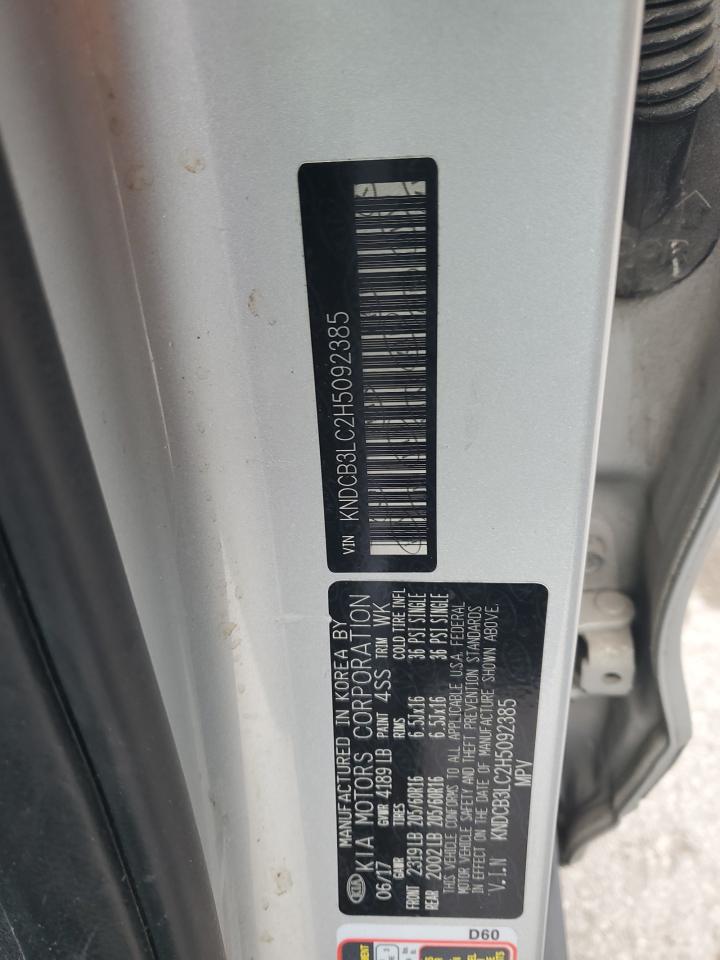 VIN KNDCB3LC2H5092385
KIA MANUFACTURED IN KOREA BY
KIA MOTORS CORPORATION
06/17 GVWR 4189 LB PAINT 4SS TRIM WK
GAWR TIRES RIMS COLD TIRE INFL
FRONT 2319 LB 205/60R16 6.5Jx16 36 PSI SINGLE
REAR 2002 LB 205/60R16 6.5Jx16 36 PSI SINGLE
THIS VEHICLE CONFORMS TO ALL APPLICABLE U.S.A. FEDERAL
MOTOR VEHICLE SAFETY AND THEFT PREVENTION STANDARDS
IN EFFECT ON THE DATE OF MANUFACTURE SHOWN ABOVE.
V.I.N KNDCB3LC2H5092385
MPV
D60